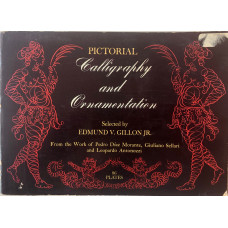 PICTORIAL
Calligraphy
and
Ornamentation
Selected by
EDMUND V. GILLON JR.
From the Work of Pedro Díaz Morante, Giuliano Sellari
and Leopardo Antonozzi
PLATES